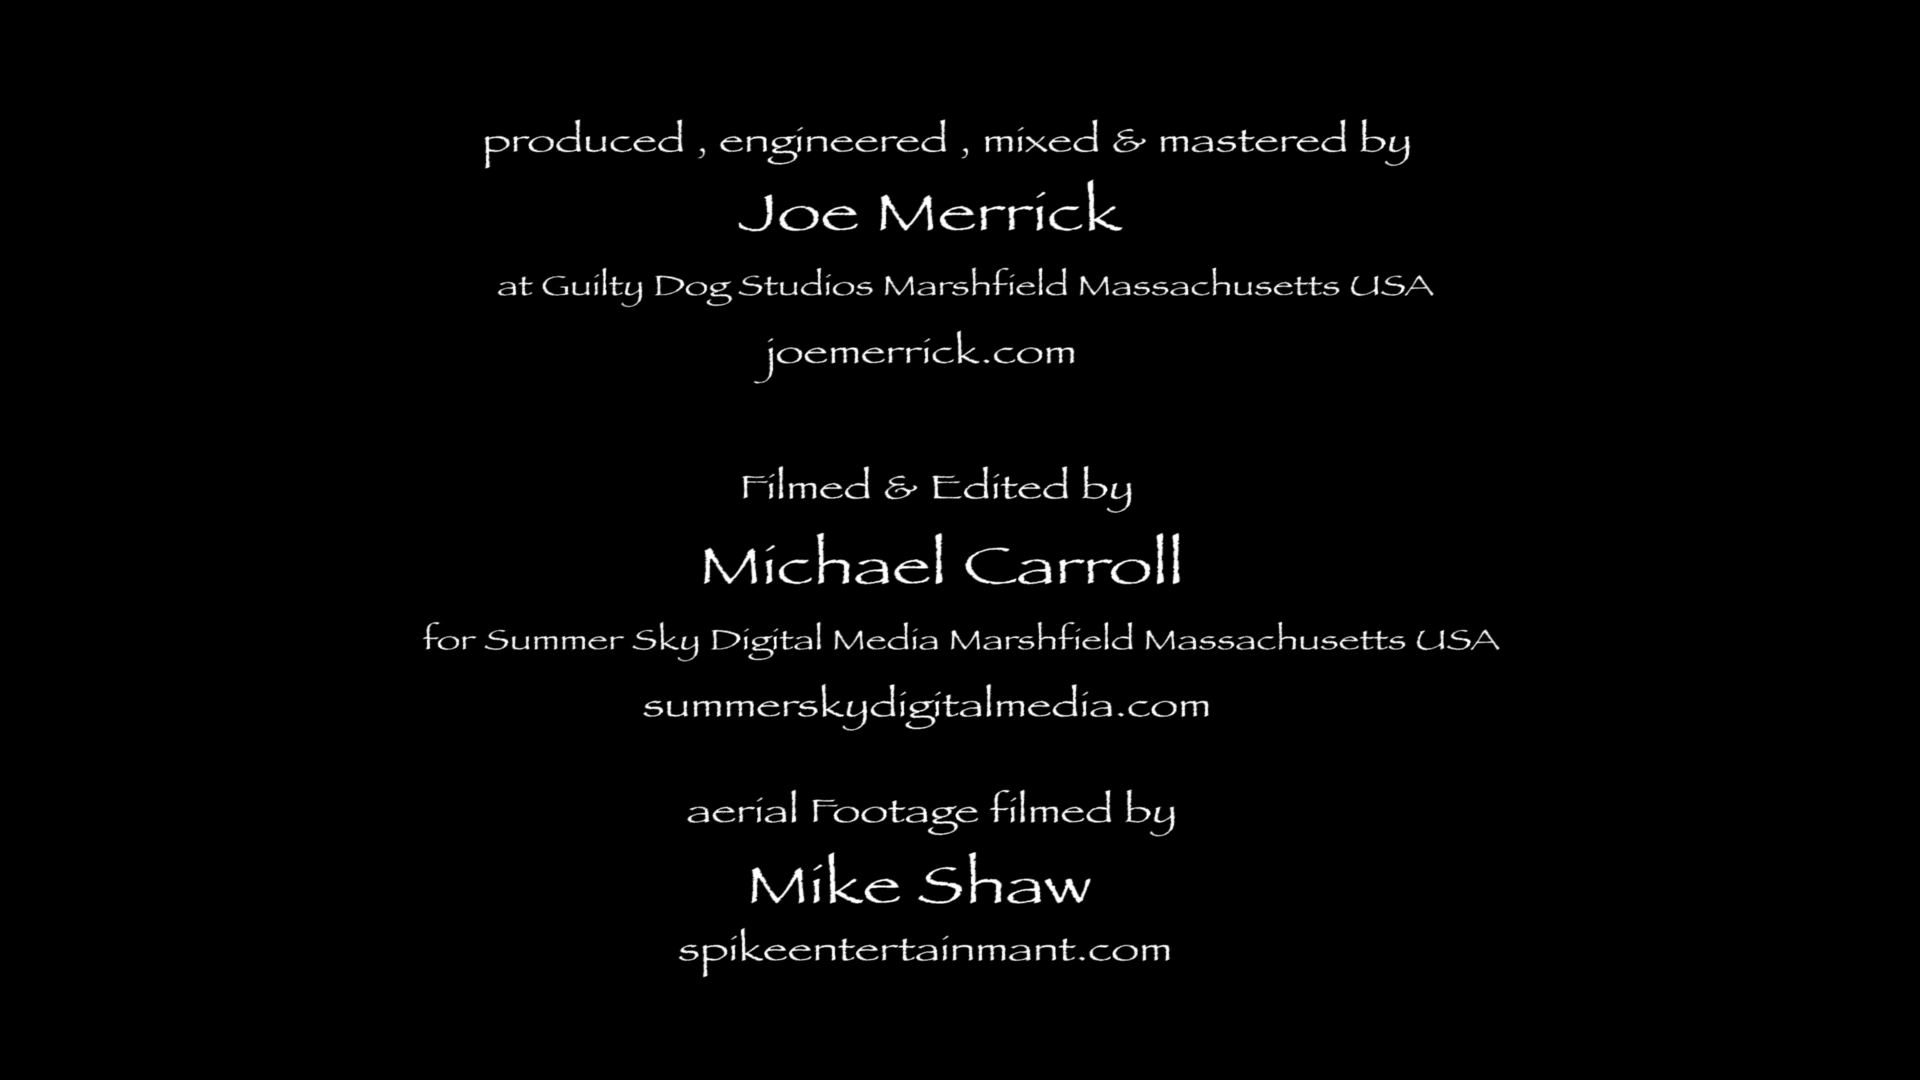 produced , engineered , mixed & mastered by
Joe Merrick
at Guilty Dog Studios Marshfield Massachusetts USA
joemerrick.com
Filmed & Edited by
Michael Carroll
for Summer Sky Digital Media Marshfield Massachusetts USA
summerskydigitalmedia.com
aerial Footage filmed by
Mike Shaw
spikeentertainmant.com